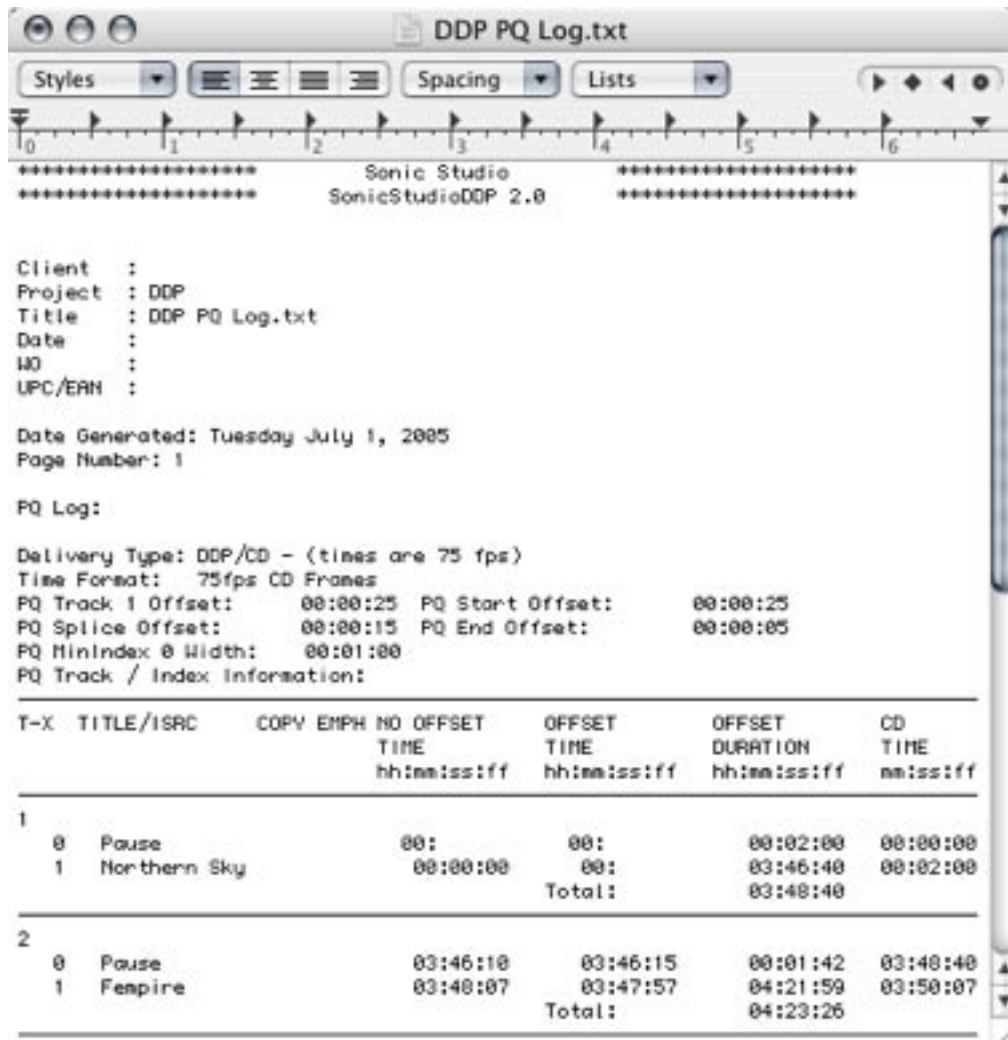 DDP PQ Log.txt
Styles Spacing Lists
0 1 2 3 4 5 6
******************** Sonic Studio ********************
******************** SonicStudioDDP 2.0 ********************
Client :
Project : DDP
Title : DDP PQ Log.txt
Date :
WO :
UPC/EAN :
Date Generated: Tuesday July 1, 2005
Page Number: 1
PQ Log:
Delivery Type: DDP/CD - (times are 75 fps)
Time Format: 75fps CD Frames
PQ Track 1 Offset: 00:00:25 PQ Start Offset: 00:00:25
PQ Splice Offset: 00:00:15 PQ End Offset: 00:00:05
PQ MinIndex 0 Width: 00:01:00
PQ Track / Index Information:
T-X TITLE/ISRC COPY EMPH NO OFFSET OFFSET OFFSET CD
TIME TIME DURATION TIME
hh:mm:ss:ff hh:mm:ss:ff hh:mm:ss:ff mm:ss:ff
1
0 Pause 00: 00: 00:02:00 00:00:00
1 Northern Sky 00:00:00 00: 03:46:40 00:02:00
Total: 03:48:40
2
0 Pause 03:46:10 03:46:15 00:01:42 03:48:40
1 Fempire 03:48:07 03:47:57 04:21:59 03:50:07
Total: 04:23:26